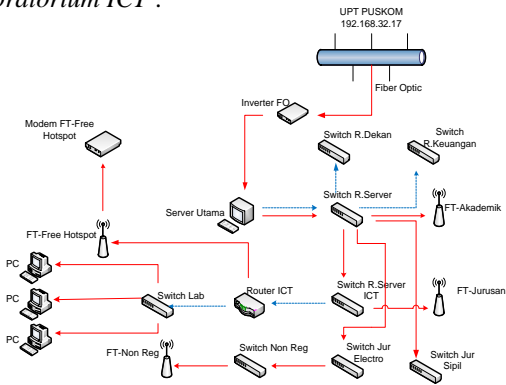 oratorium ICT .
UPT PUSKOM
192.168.32.17
Fiber Optic
Inverter FO
Modem FT-Free
Hotspot
Switch R.Dekan
Switch
R.Keuangan
Server Utama
Switch R.Server
FT-Akademik
FT-Free Hotspot
PC
PC
PC
Switch Lab
Router ICT
Switch R.Server
ICT
FT-Jurusan
FT-Non Reg
Switch Non Reg
Switch Jur
Electro
Switch Jur
Sipil